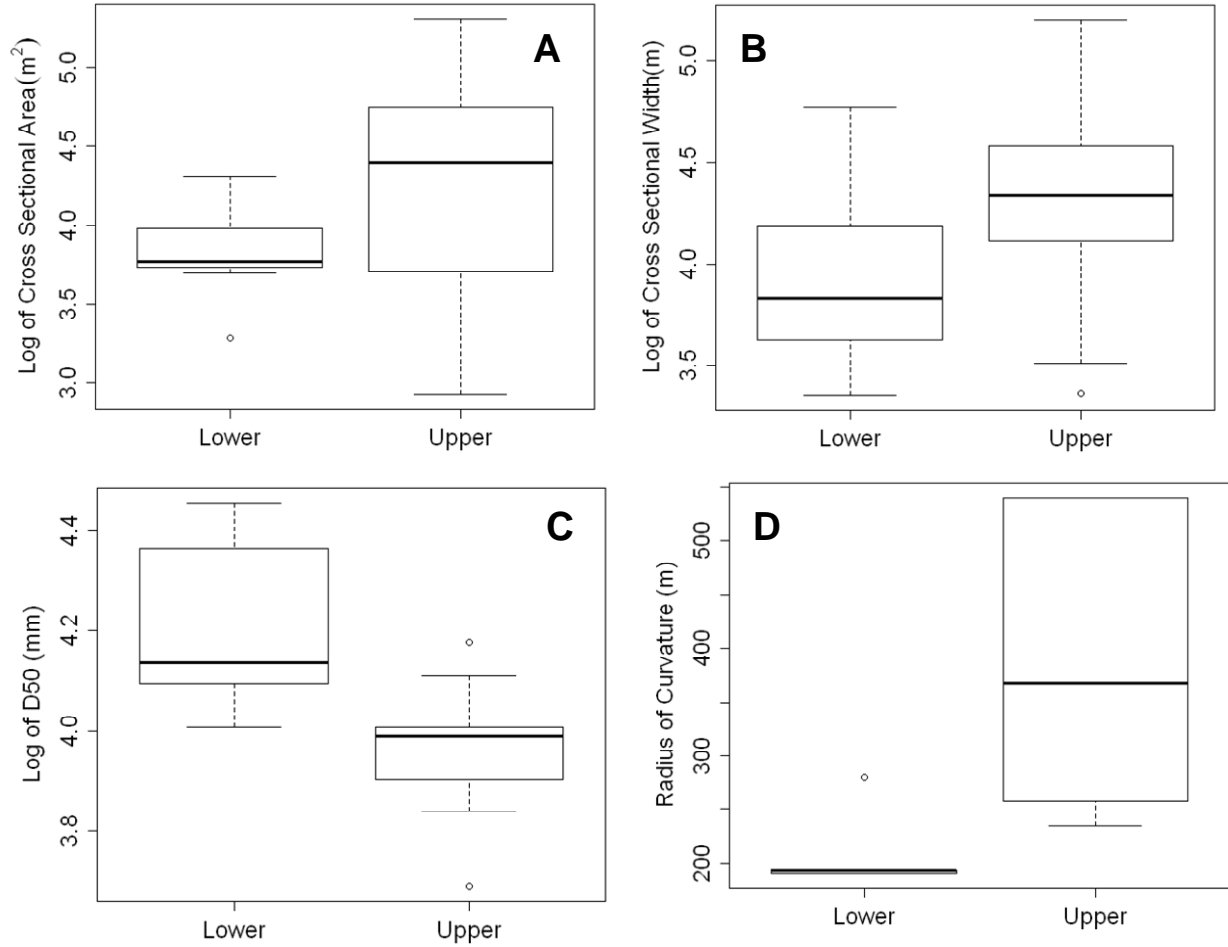 A
Log of Cross Sectional Area(m²)
5.0
4.5
4.0
3.5
3.0
Lower Upper
B
Log of Cross Sectional Width(m)
5.0
4.5
4.0
3.5
Lower Upper
C
Log of D50 (mm)
4.4
4.2
4.0
3.8
Lower Upper
D
Radius of Curvature (m)
500
400
300
200
Lower Upper